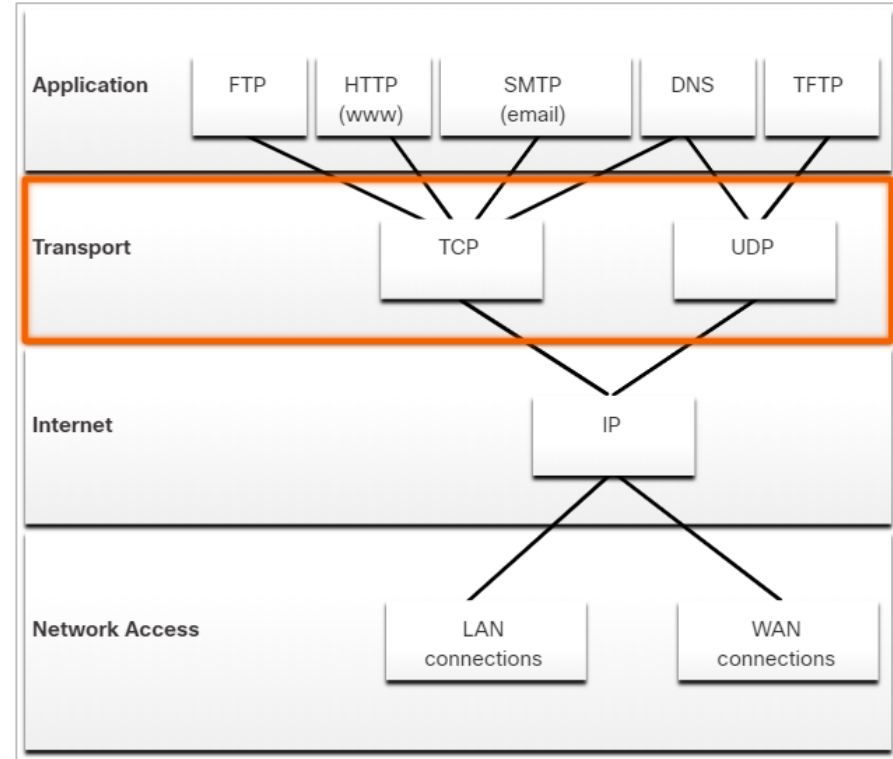 Application
FTP
HTTP
(www)
SMTP
(email)
DNS
TFTP
Transport
TCP
UDP
Internet
IP
Network Access
LAN
connections
WAN
connections